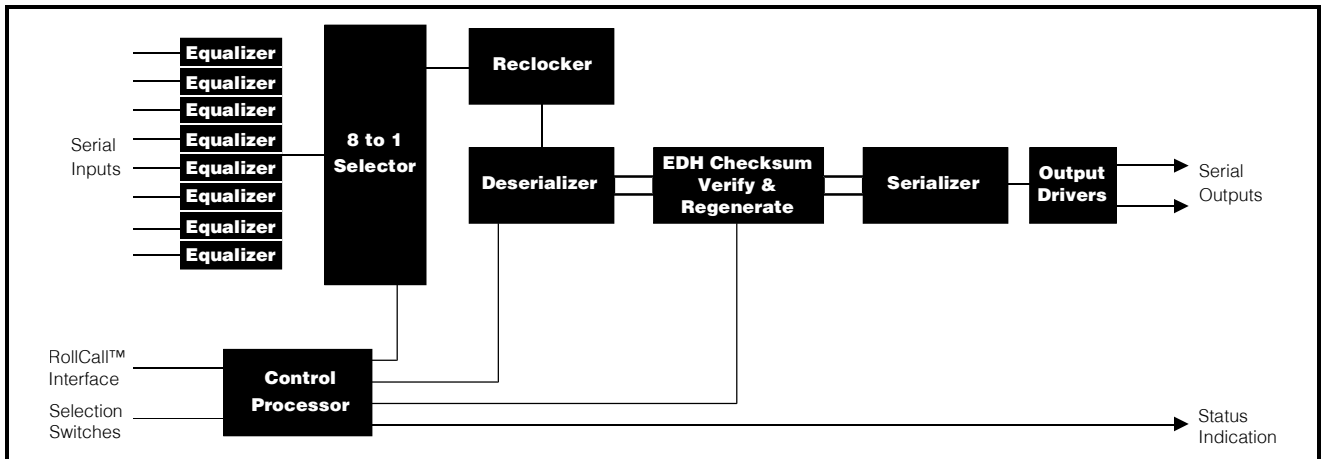 Equalizer
Equalizer
Equalizer
Equalizer
Equalizer
Equalizer
Equalizer
Equalizer
Serial
Inputs
8 to 1
Selector
Reclocker
Deserializer
EDH Checksum
Verify &
Regenerate
Serializer
Output
Drivers
Serial
Outputs
RollCall™
Interface
Selection
Switches
Control
Processor
Status
Indication